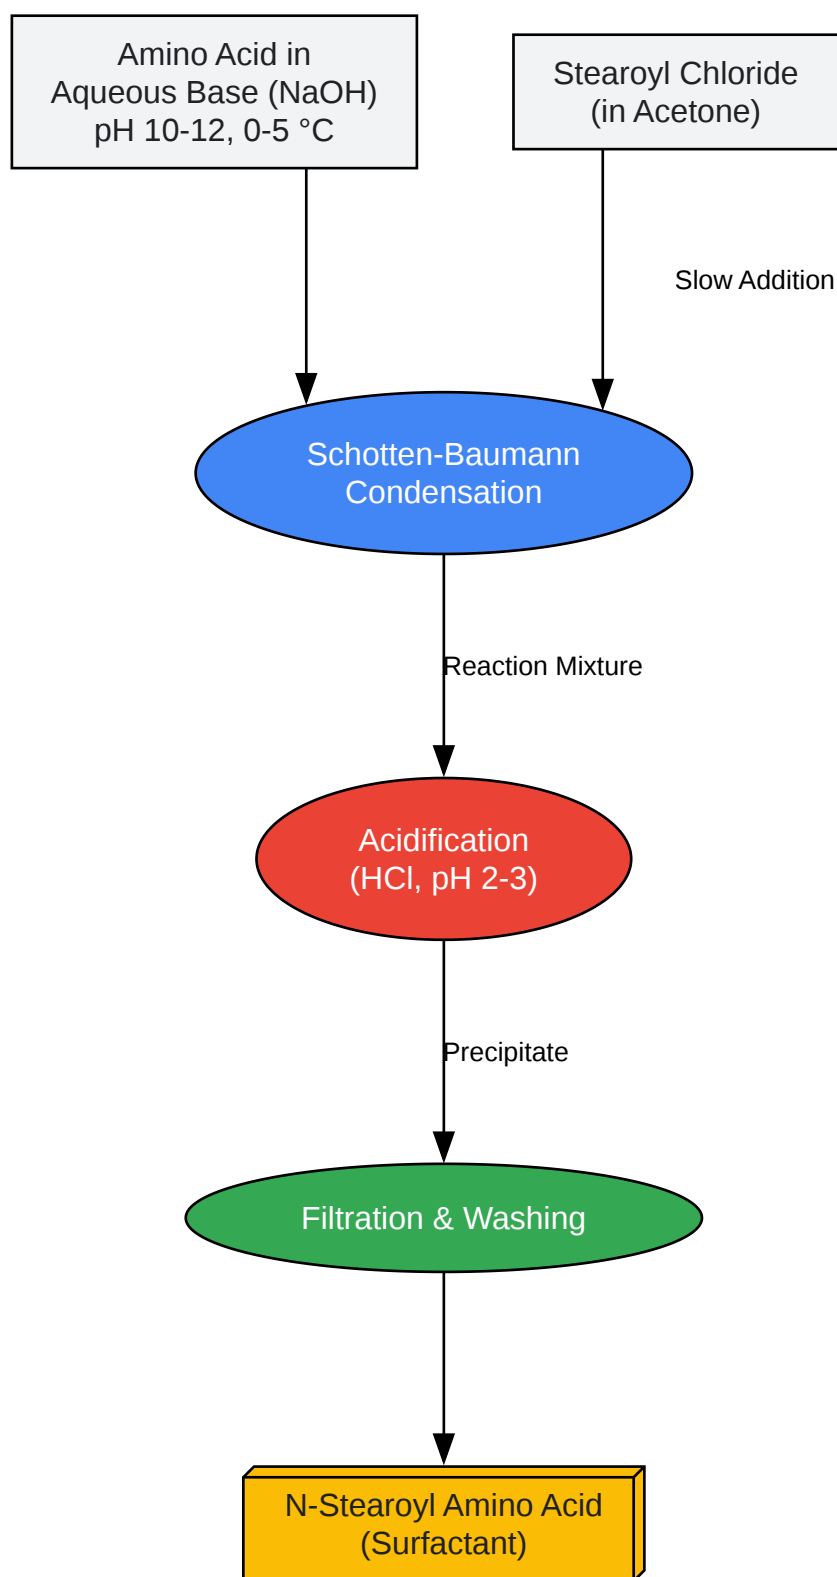 Amino Acid in
Aqueous Base (NaOH)
pH 10-12, 0-5 °C
Stearoyl Chloride
(in Acetone)
Slow Addition
Schotten-Baumann
Condensation
Reaction Mixture
Acidification
(HCl, pH 2-3)
Precipitate
Filtration & Washing
N-Stearoyl Amino Acid
(Surfactant)